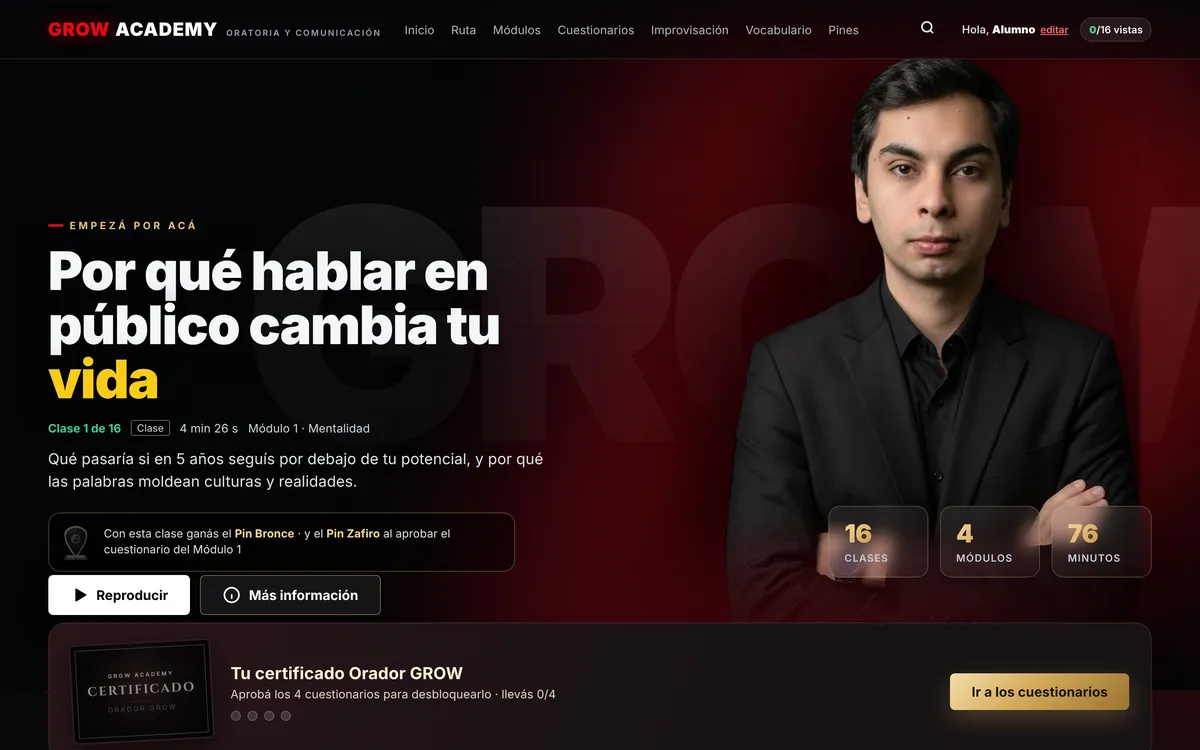 GROW ACADEMY ORATORIA Y COMUNICACIÓN Inicio Ruta Módulos Cuestionarios Improvisación Vocabulario Pines Hola, Alumno editar 0/16 vistas
GROW
EMPEZÁ POR ACÁ
Por qué hablar en
público cambia tu
vida
Clase 1 de 16 Clase 4 min 26 s Módulo 1 · Mentalidad
Qué pasaría si en 5 años seguís por debajo de tu potencial, y por qué
las palabras moldean culturas y realidades.
Con esta clase ganás el Pin Bronce · y el Pin Zafiro al aprobar el
cuestionario del Módulo 1
16 4 76
CLASES MÓDULOS MINUTOS
Reproducir Más información
GROW ACADEMY
CERTIFICADO
ORADOR GROW
Tu certificado Orador GROW
Aprobá los 4 cuestionarios para desbloquearlo · llevás 0/4
Ir a los cuestionarios